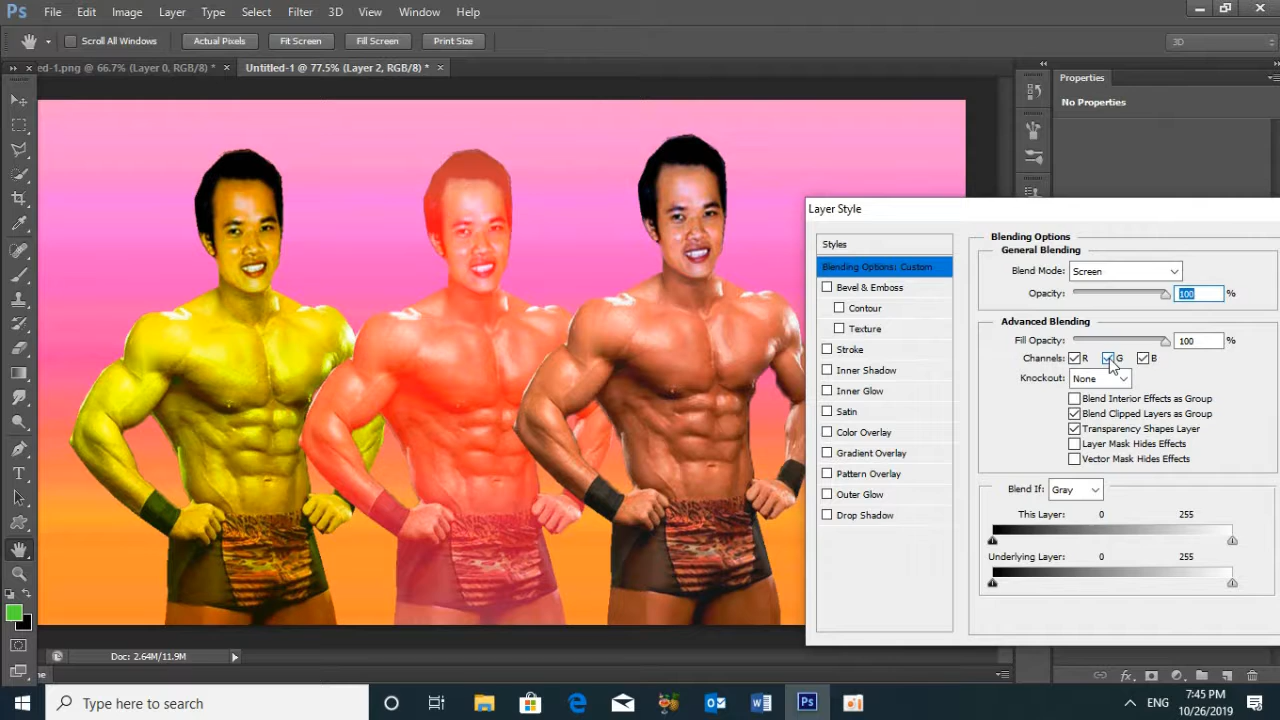 Ps File Edit Image Layer Type Select Filter 3D View Window Help
Scroll All Windows Actual Pixels Fit Screen Fill Screen Print Size 3D
ed-1.png @ 66.7% (Layer 0, RGB/8) * × Untitled-1 @ 77.5% (Layer 2, RGB/8) * ×
Properties
No Properties
Layer Style
Styles
Blending Options: Custom
Bevel & Emboss
Contour
Texture
Stroke
Inner Shadow
Inner Glow
Satin
Color Overlay
Gradient Overlay
Pattern Overlay
Outer Glow
Drop Shadow
Blending Options
General Blending
Blend Mode: Screen
Opacity: 100 %
Advanced Blending
Fill Opacity: 100 %
Channels: R G B
Knockout: None
Blend Interior Effects as Group
Blend Clipped Layers as Group
Transparency Shapes Layer
Layer Mask Hides Effects
Vector Mask Hides Effects
Blend If: Gray
This Layer: 0 255
Underlying Layer: 0 255
Doc: 2.64M/11.9M
Type here to search
ENG
7:45 PM
10/26/2019